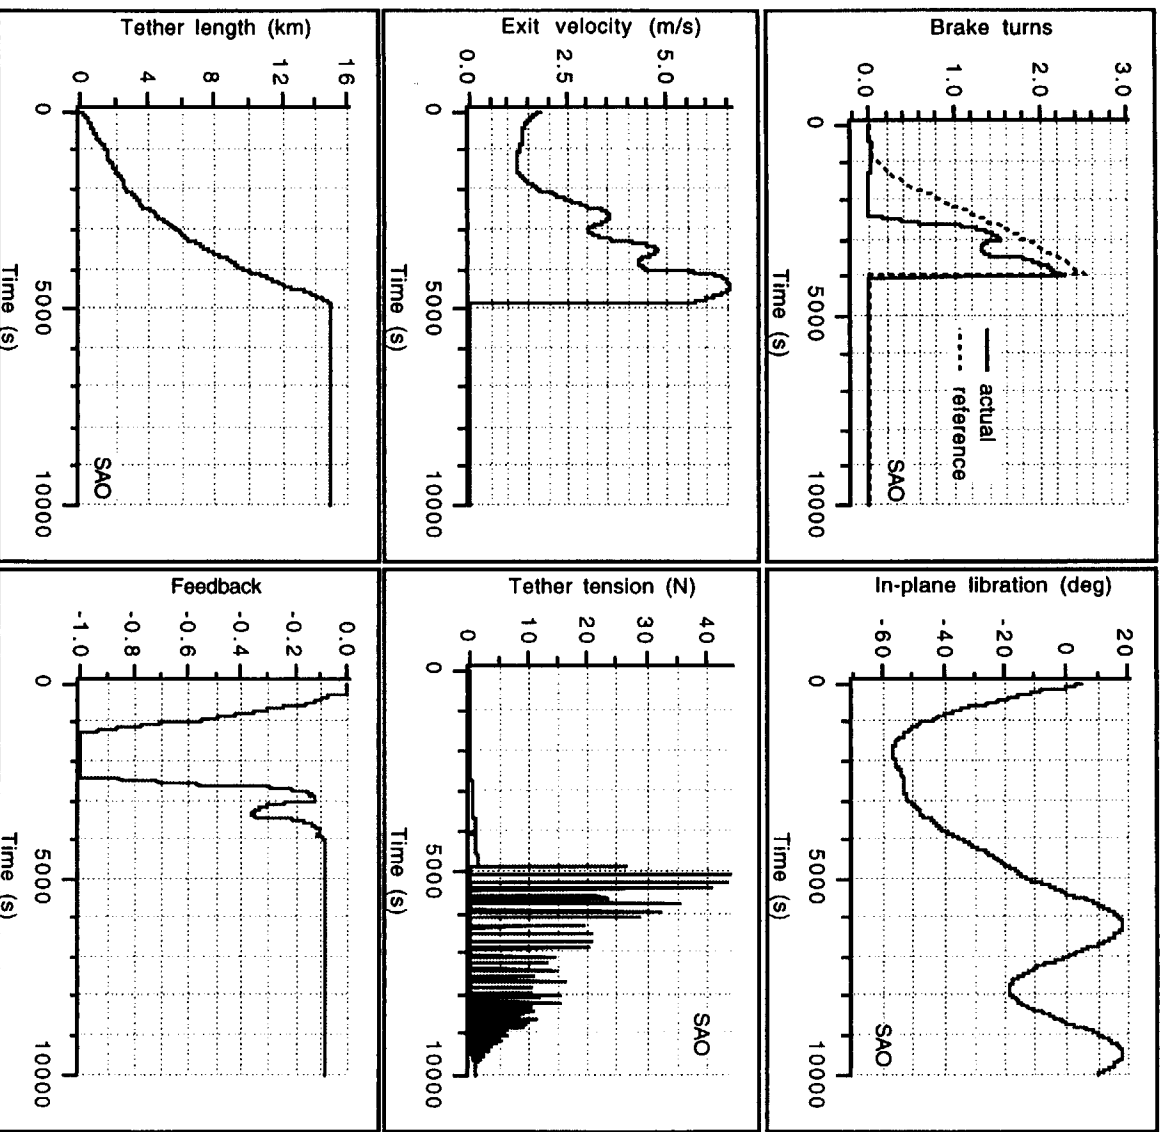 Brake turns
3.0
2.0
1.0
0.0
0
5000
10000
Time (s)
actual
reference
SAO
In-plane libration (deg)
20
0
-20
-40
-60
0
5000
10000
Time (s)
SAO
Exit velocity (m/s)
5.0
2.5
0.0
0
5000
10000
Time (s)
Tether tension (N)
40
30
20
10
0
0
5000
10000
Time (s)
SAO
Tether length (km)
16
12
8
4
0
0
5000
10000
Time (s)
SAO
Feedback
0.0
-0.2
-0.4
-0.6
-0.8
-1.0
0
5000
10000
Time (s)